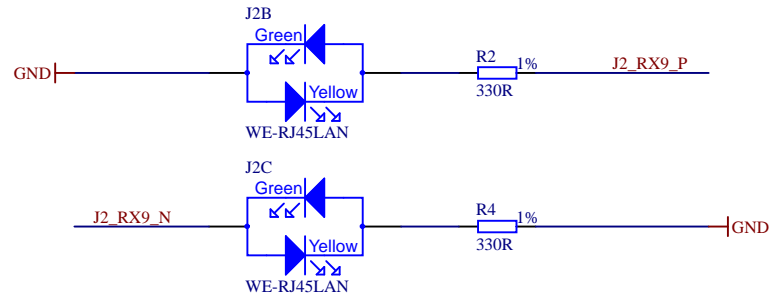 J2B
Green
R2
1%
J2_RX9_P
GND
Yellow
330R
WE-RJ45LAN
J2C
Green
J2_RX9_N
R4
1%
GND
Yellow
330R
WE-RJ45LAN